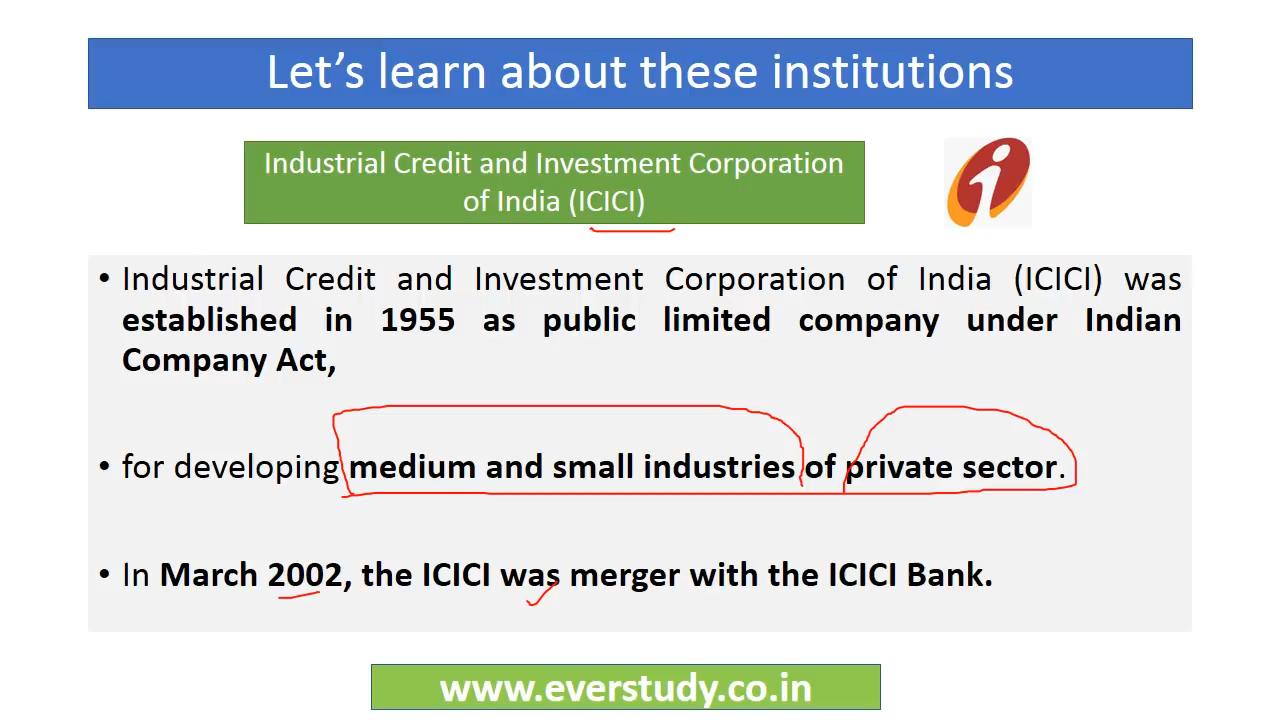 Let's learn about these institutions
Industrial Credit and Investment Corporation
of India (ICICI)
i
• Industrial Credit and Investment Corporation of India (ICICI) was
established in 1955 as public limited company under Indian
Company Act,
• for developing medium and small industries of private sector.
• In March 2002, the ICICI was merger with the ICICI Bank.
www.everstudy.co.in